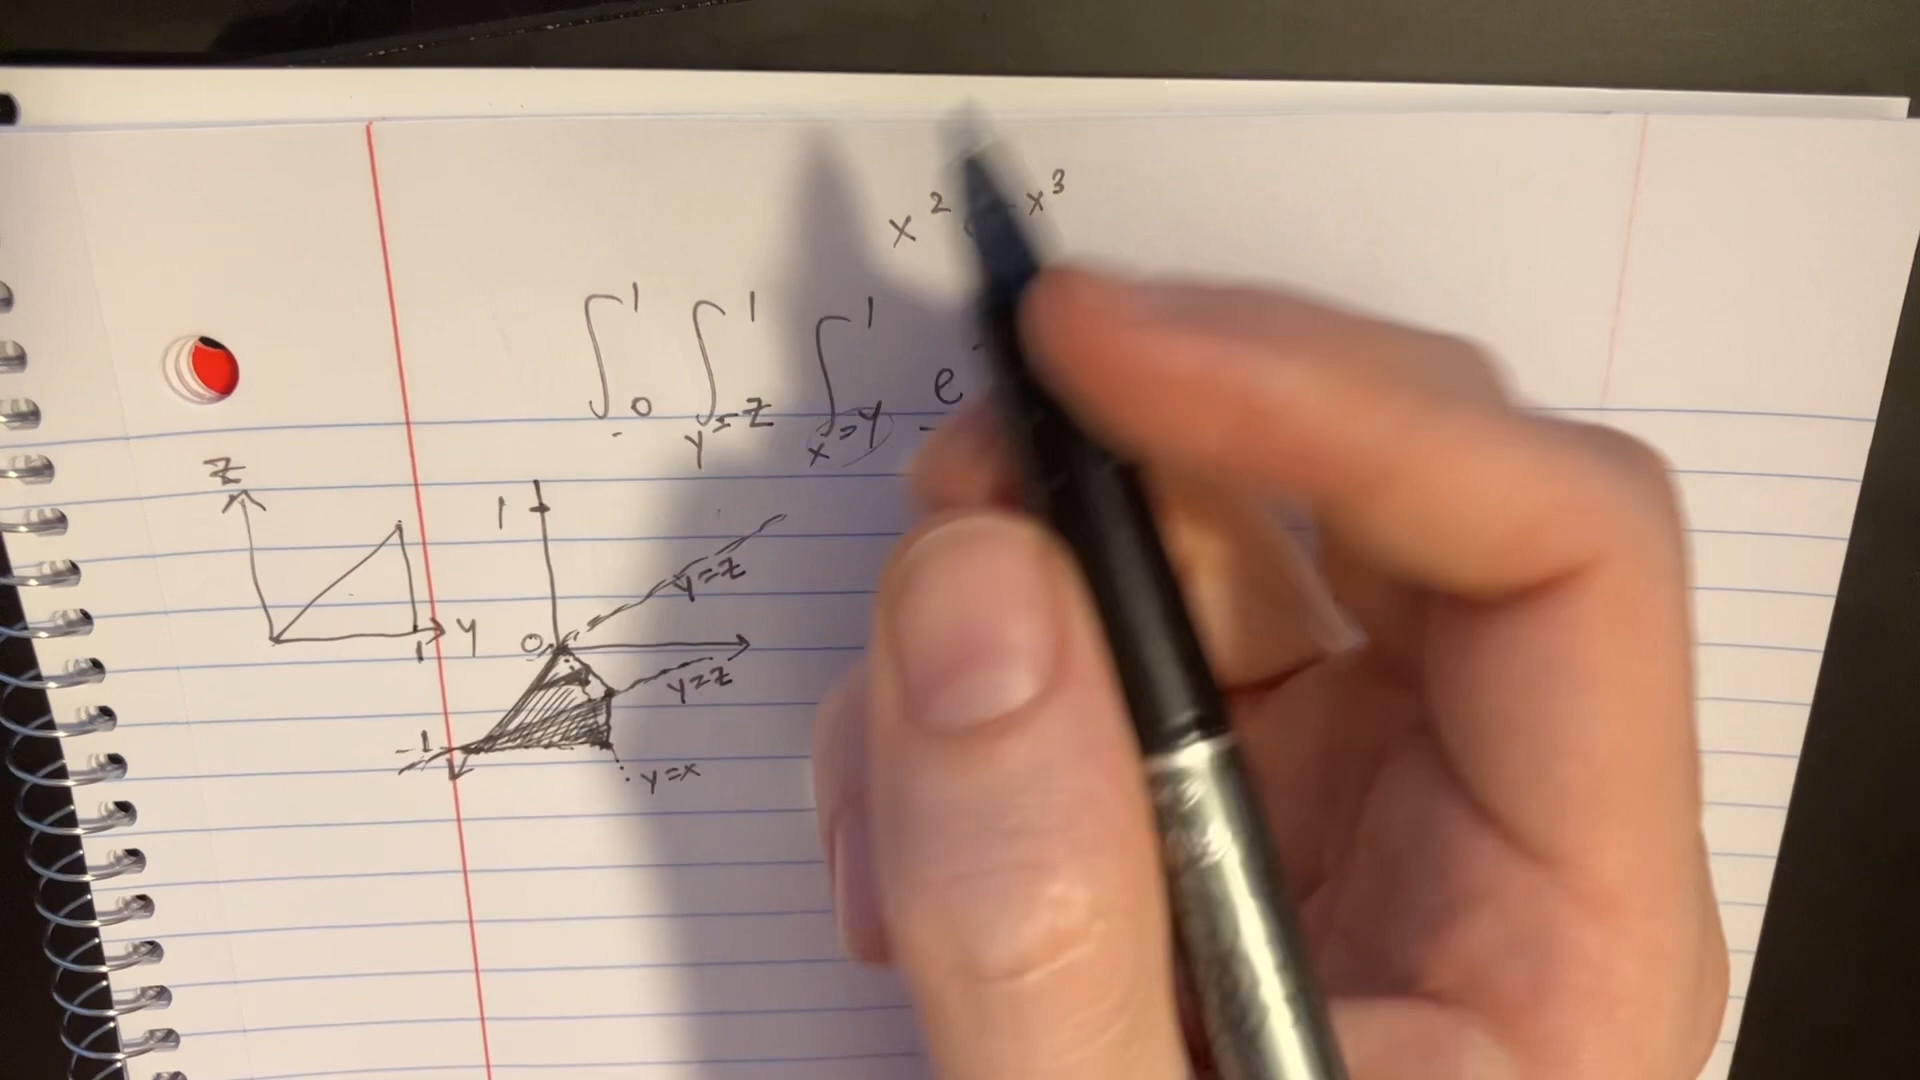 x² x³
∫₀¹ ∫_{y=z}^1 ∫_{x=y}^1 e
z
1
y=z
0
y
1
y=z
1
y=x